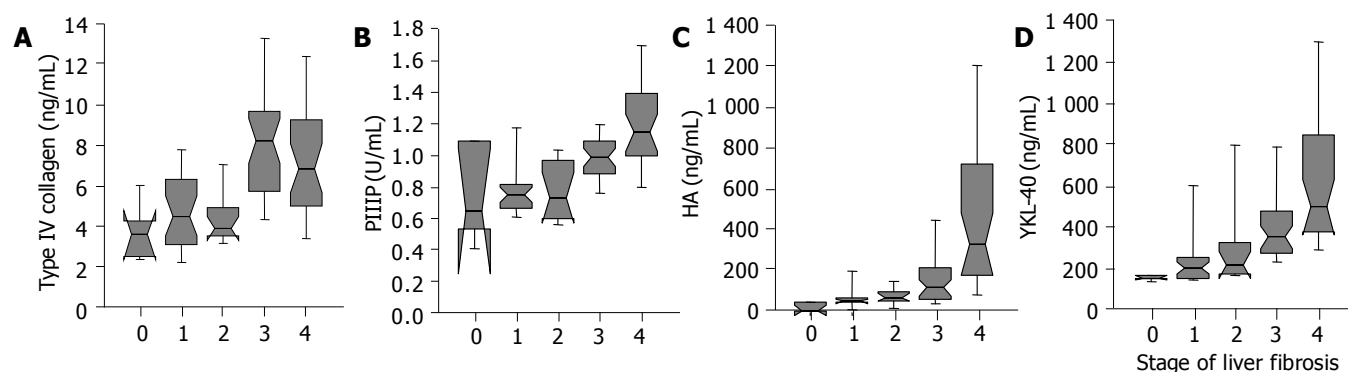 A
Type IV collagen (ng/mL)
14
12
10
8
6
4
2
0
0 1 2 3 4
B
PIIIP (U/mL)
1.8
1.6
1.4
1.2
1.0
0.8
0.6
0.4
0.2
0.0
0 1 2 3 4
C
HA (ng/mL)
1 400
1 200
1 000
800
600
400
200
0
0 1 2 3 4
D
YKL-40 (ng/mL)
1 400
1 200
1 000
800
600
400
200
0
0 1 2 3 4
Stage of liver fibrosis